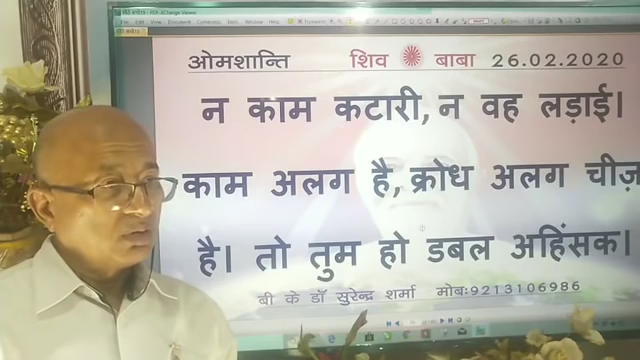 ओमशान्ति शिव बाबा 26.02.2020
न काम कटारी, न वह लड़ाई।
काम अलग है, क्रोध अलग चीज़
है। तो तुम हो डबल अहिंसक।
बी के डॉ सुरेन्द्र शर्मा मोबः9213106986